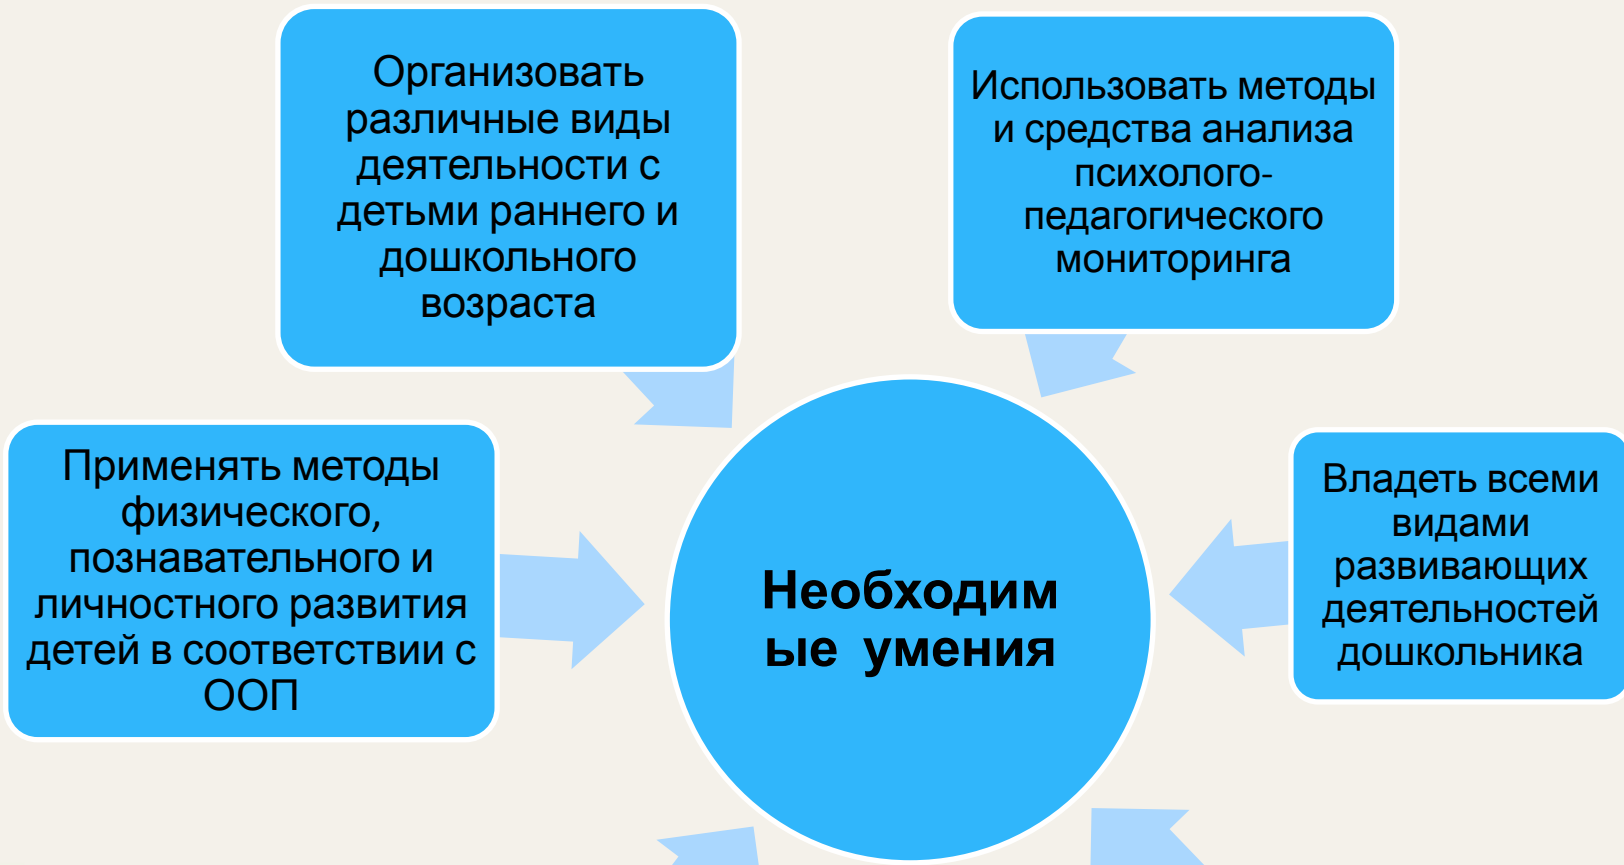 Организовать
различные виды
деятельности с
детьми раннего и
дошкольного
возраста
Использовать методы
и средства анализа
психолого-
педагогического
мониторинга
Применять методы
физического,
познавательного и
личностного развития
детей в соответствии с
ООП
Необходим
ые умения
Владеть всеми
видами
развивающих
деятельностей
дошкольника